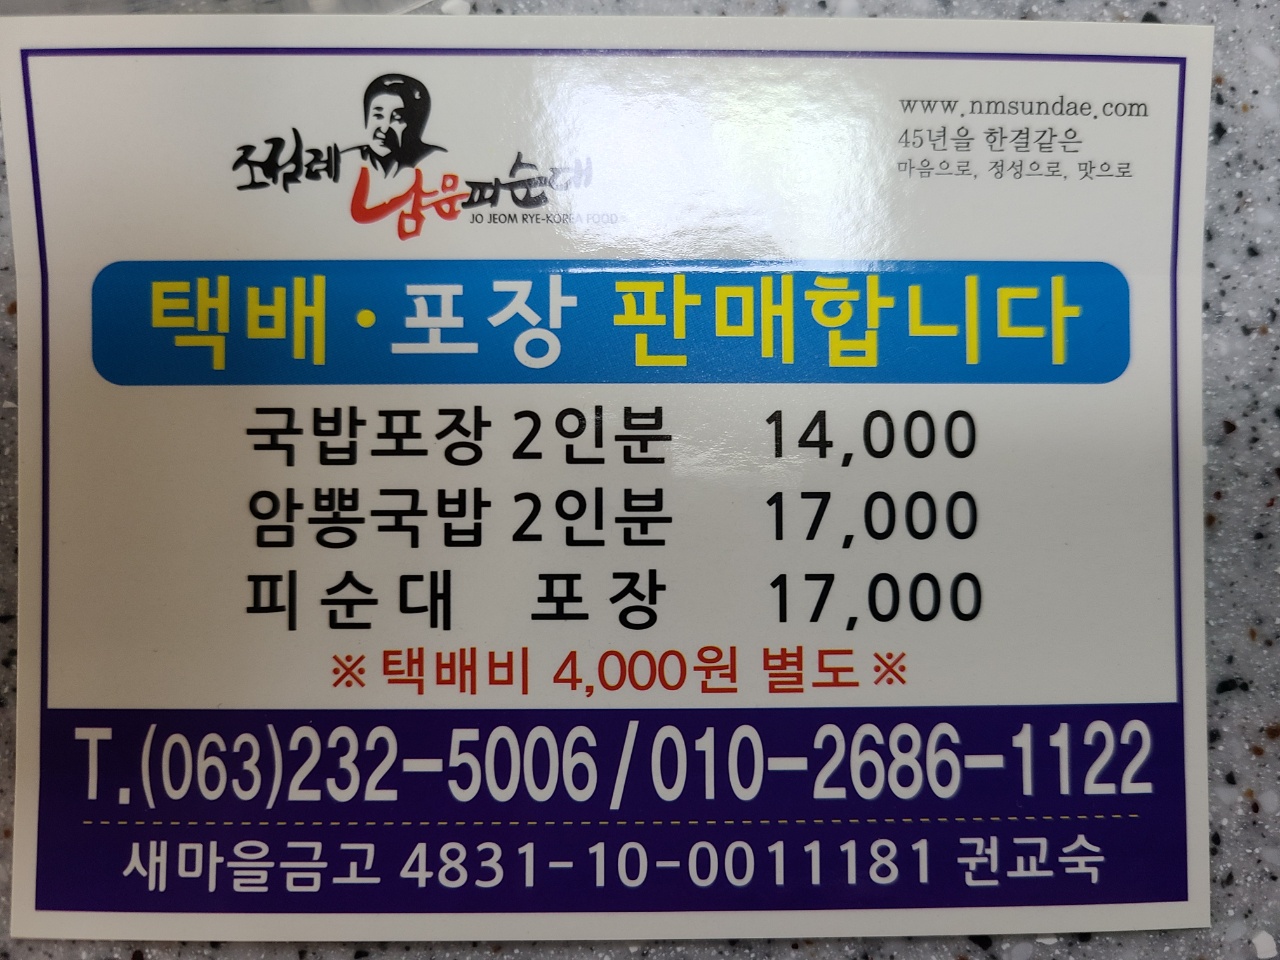 조점례
남문피순대
JO JEOM RYE-KOREA FOOD
www.nmsundae.com
45년을 한결같은
마음으로, 정성으로, 맛으로
택배·포장 판매합니다
국밥포장 2인분 14,000
암뽕국밥 2인분 17,000
피순대 포장 17,000
※택배비 4,000원 별도※
T.(063)232-5006/010-2686-1122
새마을금고 4831-10-0011181 권교숙